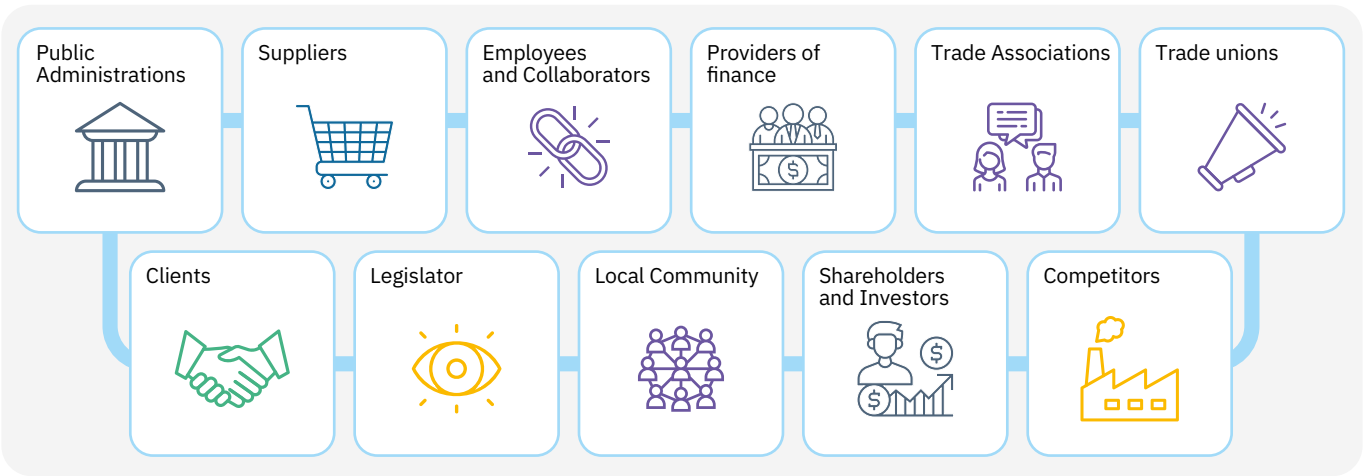 Public
Administrations
Suppliers
Employees
and Collaborators
Providers of
finance
Trade Associations
Trade unions
Clients
Legislator
Local Community
Shareholders
and Investors
Competitors
$
$
$